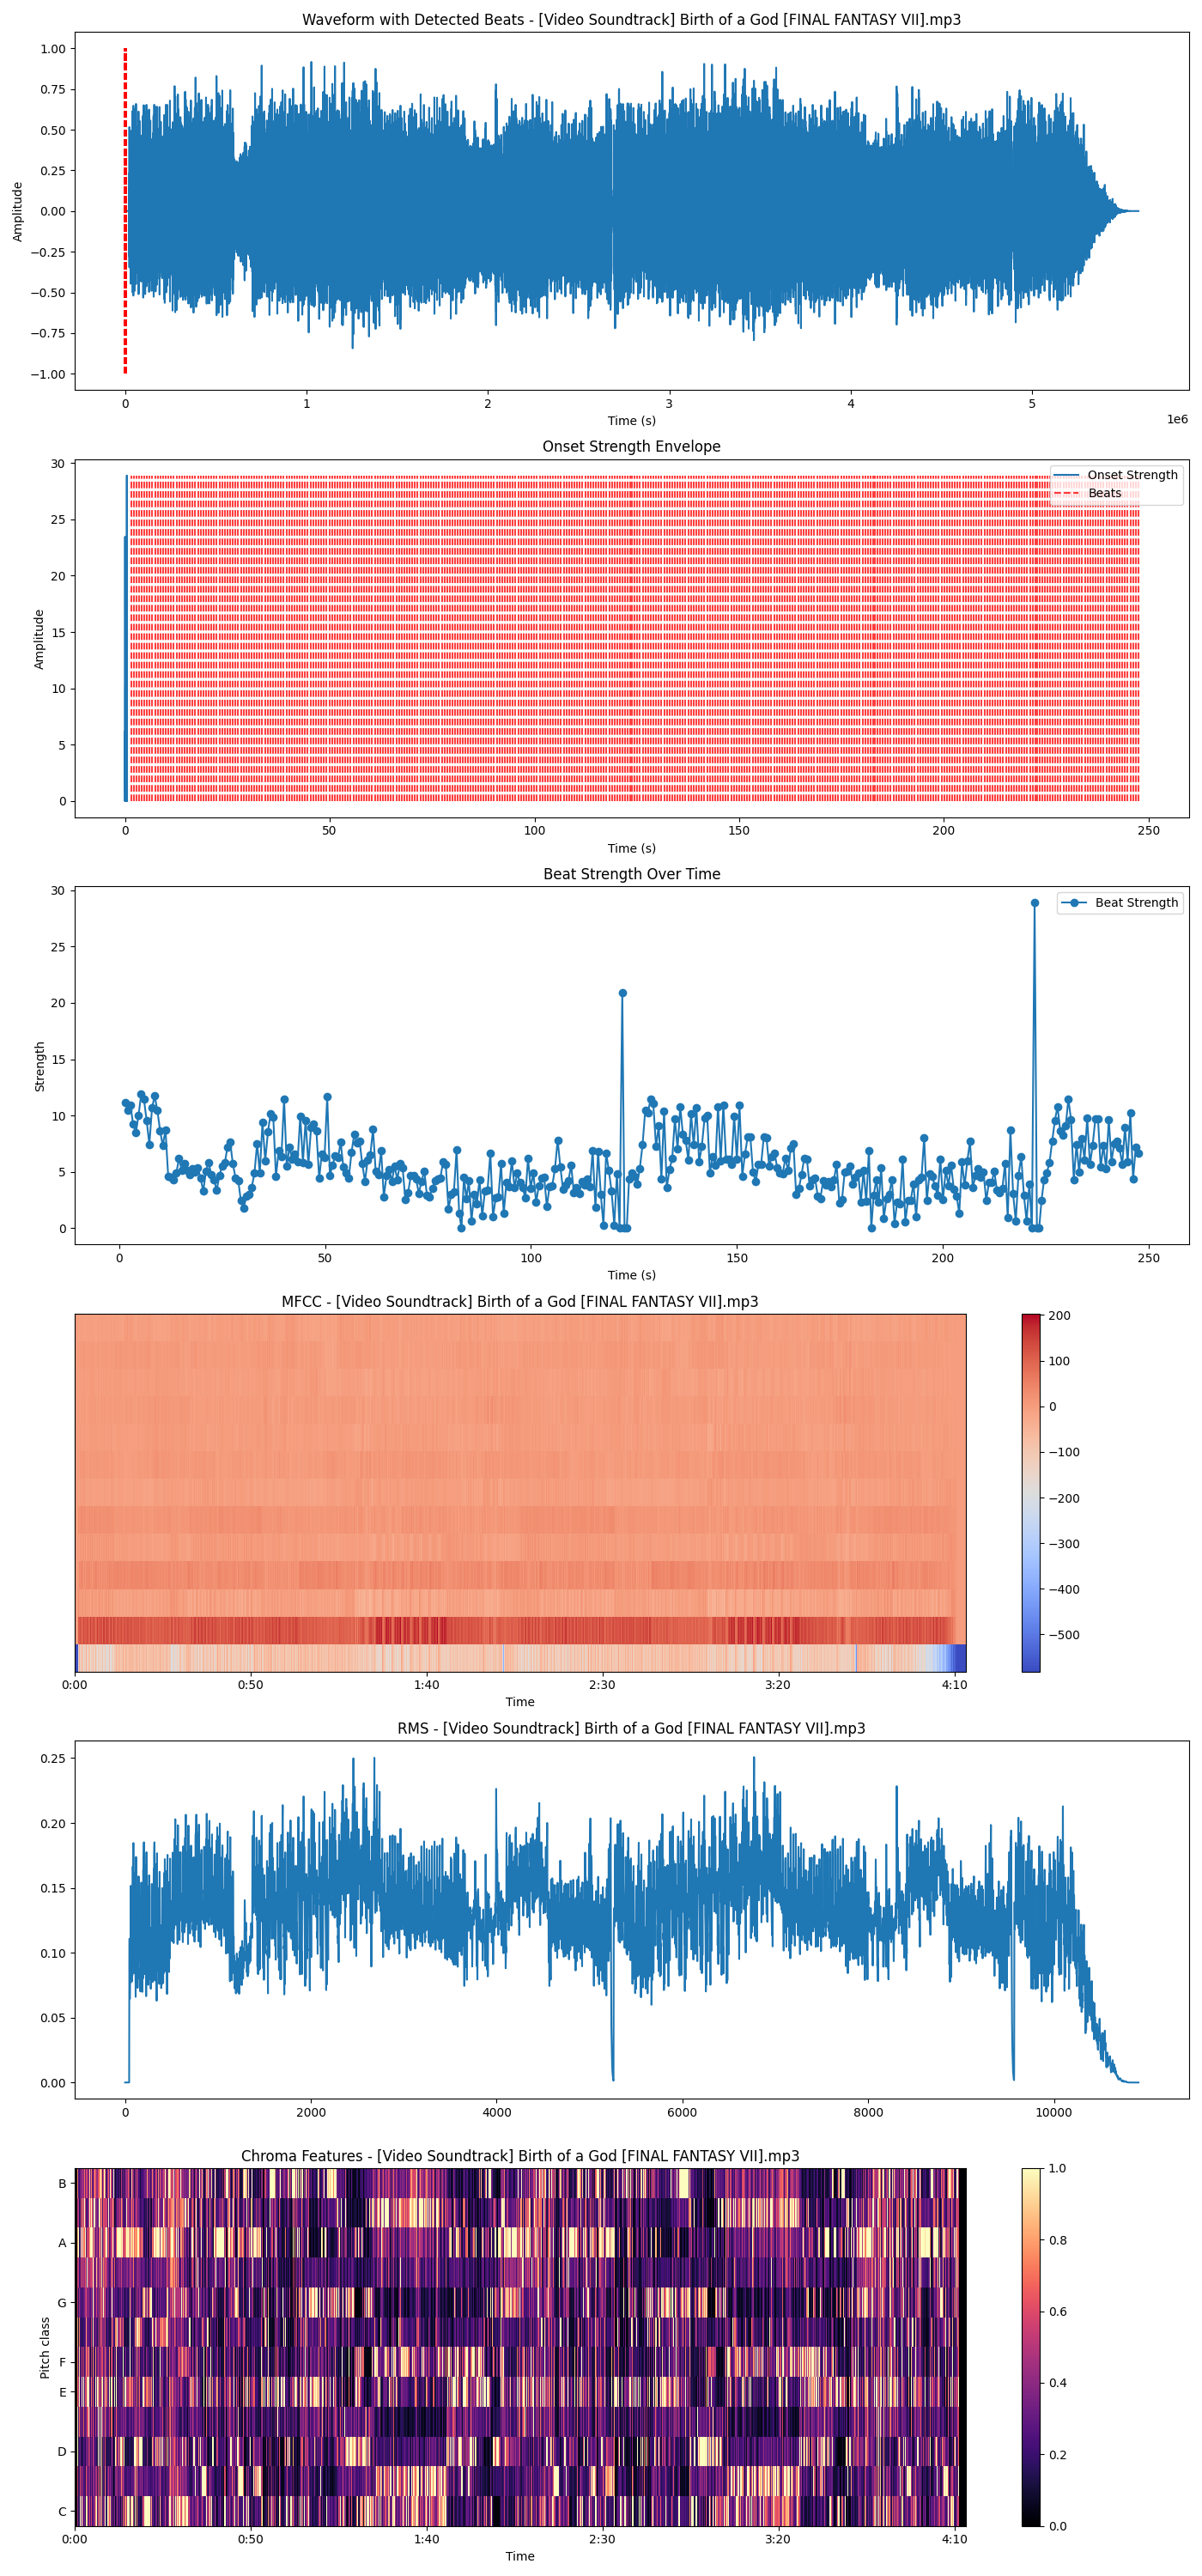 Waveform with Detected Beats - [Video Soundtrack] Birth of a God [FINAL FANTASY VII].mp3
1.00
0.75
0.50
0.25
0.00
−0.25
−0.50
−0.75
−1.00
Amplitude
0 1 2 3 4 5
1e6
Time (s)
Onset Strength Envelope
Onset Strength
Beats
30
25
20
15
10
5
0
Amplitude
0 50 100 150 200 250
Time (s)
Beat Strength Over Time
Beat Strength
30
25
20
15
10
5
0
Strength
0 50 100 150 200 250
Time (s)
MFCC - [Video Soundtrack] Birth of a God [FINAL FANTASY VII].mp3
200
100
0
−100
−200
−300
−400
−500
0:00 0:50 1:40 2:30 3:20 4:10
Time
RMS - [Video Soundtrack] Birth of a God [FINAL FANTASY VII].mp3
0.25
0.20
0.15
0.10
0.05
0.00
0 2000 4000 6000 8000 10000
Chroma Features - [Video Soundtrack] Birth of a God [FINAL FANTASY VII].mp3
B
A
G
F
E
D
C
Pitch class
1.0
0.8
0.6
0.4
0.2
0.0
0:00 0:50 1:40 2:30 3:20 4:10
Time